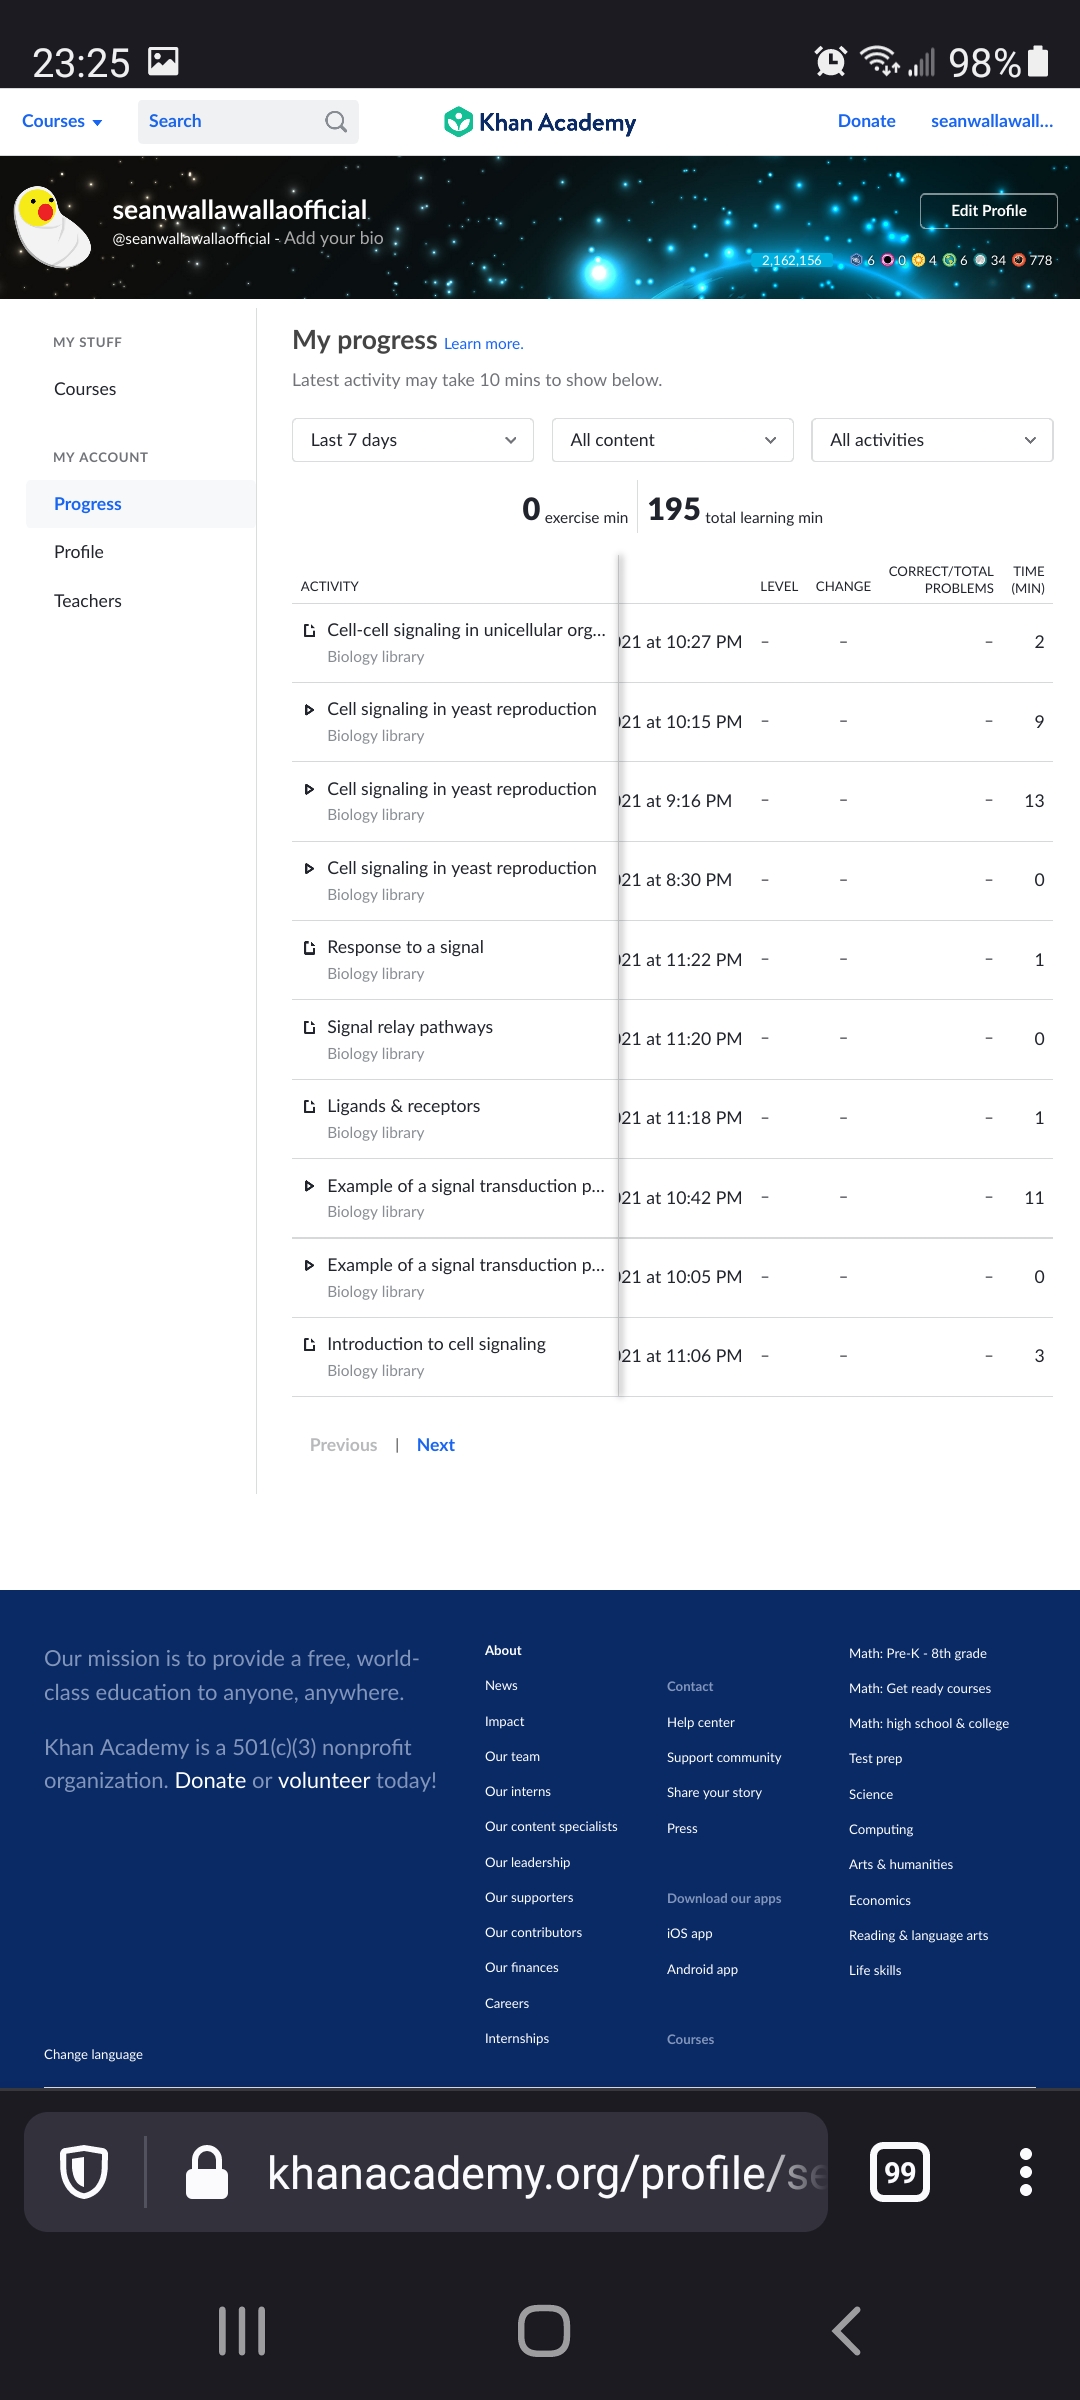 23:25
98%
Courses
Search
Khan Academy
Donate
seanwallawall...
seanwallawallaofficial
@seanwallawallaofficial - Add your bio
Edit Profile
2,162,156
6 0 4 6 34 778
MY STUFF
Courses
MY ACCOUNT
Progress
Profile
Teachers
My progress Learn more.
Latest activity may take 10 mins to show below.
Last 7 days
All content
All activities
0 exercise min
195 total learning min
ACTIVITY LEVEL CHANGE CORRECT/TOTAL PROBLEMS TIME (MIN)
Cell-cell signaling in unicellular org... 021 at 10:27 PM – – – 2
Biology library
Cell signaling in yeast reproduction 021 at 10:15 PM – – – 9
Biology library
Cell signaling in yeast reproduction 021 at 9:16 PM – – – 13
Biology library
Cell signaling in yeast reproduction 021 at 8:30 PM – – – 0
Biology library
Response to a signal 021 at 11:22 PM – – – 1
Biology library
Signal relay pathways 021 at 11:20 PM – – – 0
Biology library
Ligands & receptors 021 at 11:18 PM – – – 1
Biology library
Example of a signal transduction p... 021 at 10:42 PM – – – 11
Biology library
Example of a signal transduction p... 021 at 10:05 PM – – – 0
Biology library
Introduction to cell signaling 021 at 11:06 PM – – – 3
Biology library
Previous | Next
Our mission is to provide a free, world-
class education to anyone, anywhere.
Khan Academy is a 501(c)(3) nonprofit
organization. Donate or volunteer today!
Change language
About
News
Impact
Our team
Our interns
Our content specialists
Our leadership
Our supporters
Our contributors
Our finances
Careers
Internships
Contact
Help center
Support community
Share your story
Press
Download our apps
iOS app
Android app
Courses
Math: Pre-K - 8th grade
Math: Get ready courses
Math: high school & college
Test prep
Science
Computing
Arts & humanities
Economics
Reading & language arts
Life skills
khanacademy.org/profile/se
99